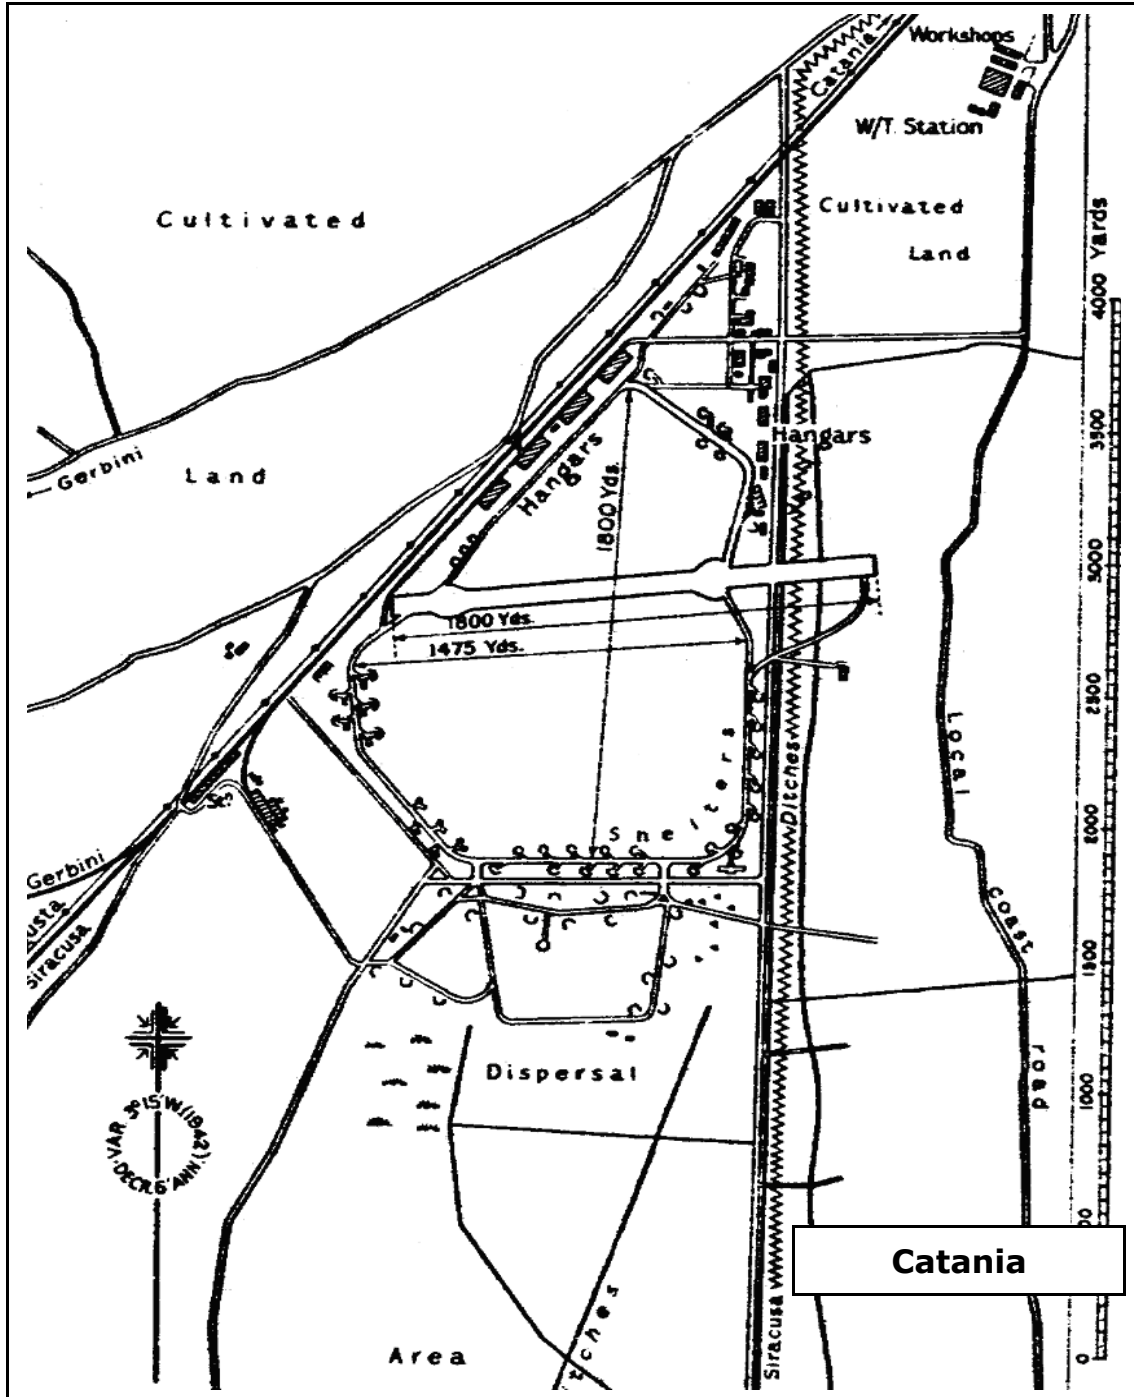 Workshops
Catania
W/T. Station
Cultivated
Cultivated
Land
4000 Yards
3500
Gerbini
Land
Hangars
Hangars
1800 Yds.
3000
1800 Yds.
1475 Yds.
2500
Local
Shelters
Ditches
2000
Gerbini
coast
Siracusa
1500
Dispersal
road
1000
VAR. 3° 15' W (1942)
DECR. 6' ANN.
Catania
Siracusa
Area
0